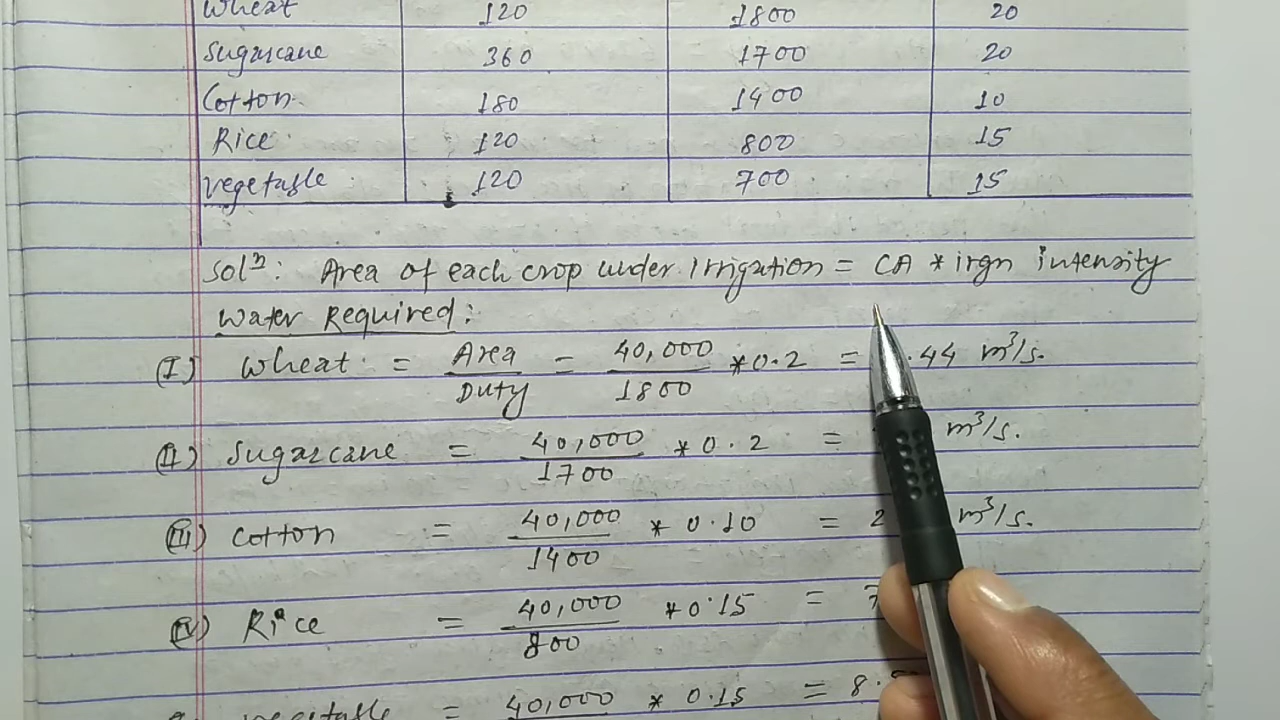 Wheat 120 1800 20
Sugarcane 360 1700 20
Cotton 180 1400 10
Rice 120 800 15
vegetable 120 700 15
Solⁿ: Area of each crop under irrigation = CA * irgn intensity
Water Required:
(I) Wheat = Area/Duty = 40,000/1800 * 0.2 = .44 m³/s.
(II) Sugarcane = 40,000/1700 * 0.2 = m³/s.
(III) Cotton = 40,000/1400 * 0.10 = 2 m³/s.
(IV) Rice = 40,000/800 * 0.15 = 7
vegetable = 40,000 * 0.15 = 8.